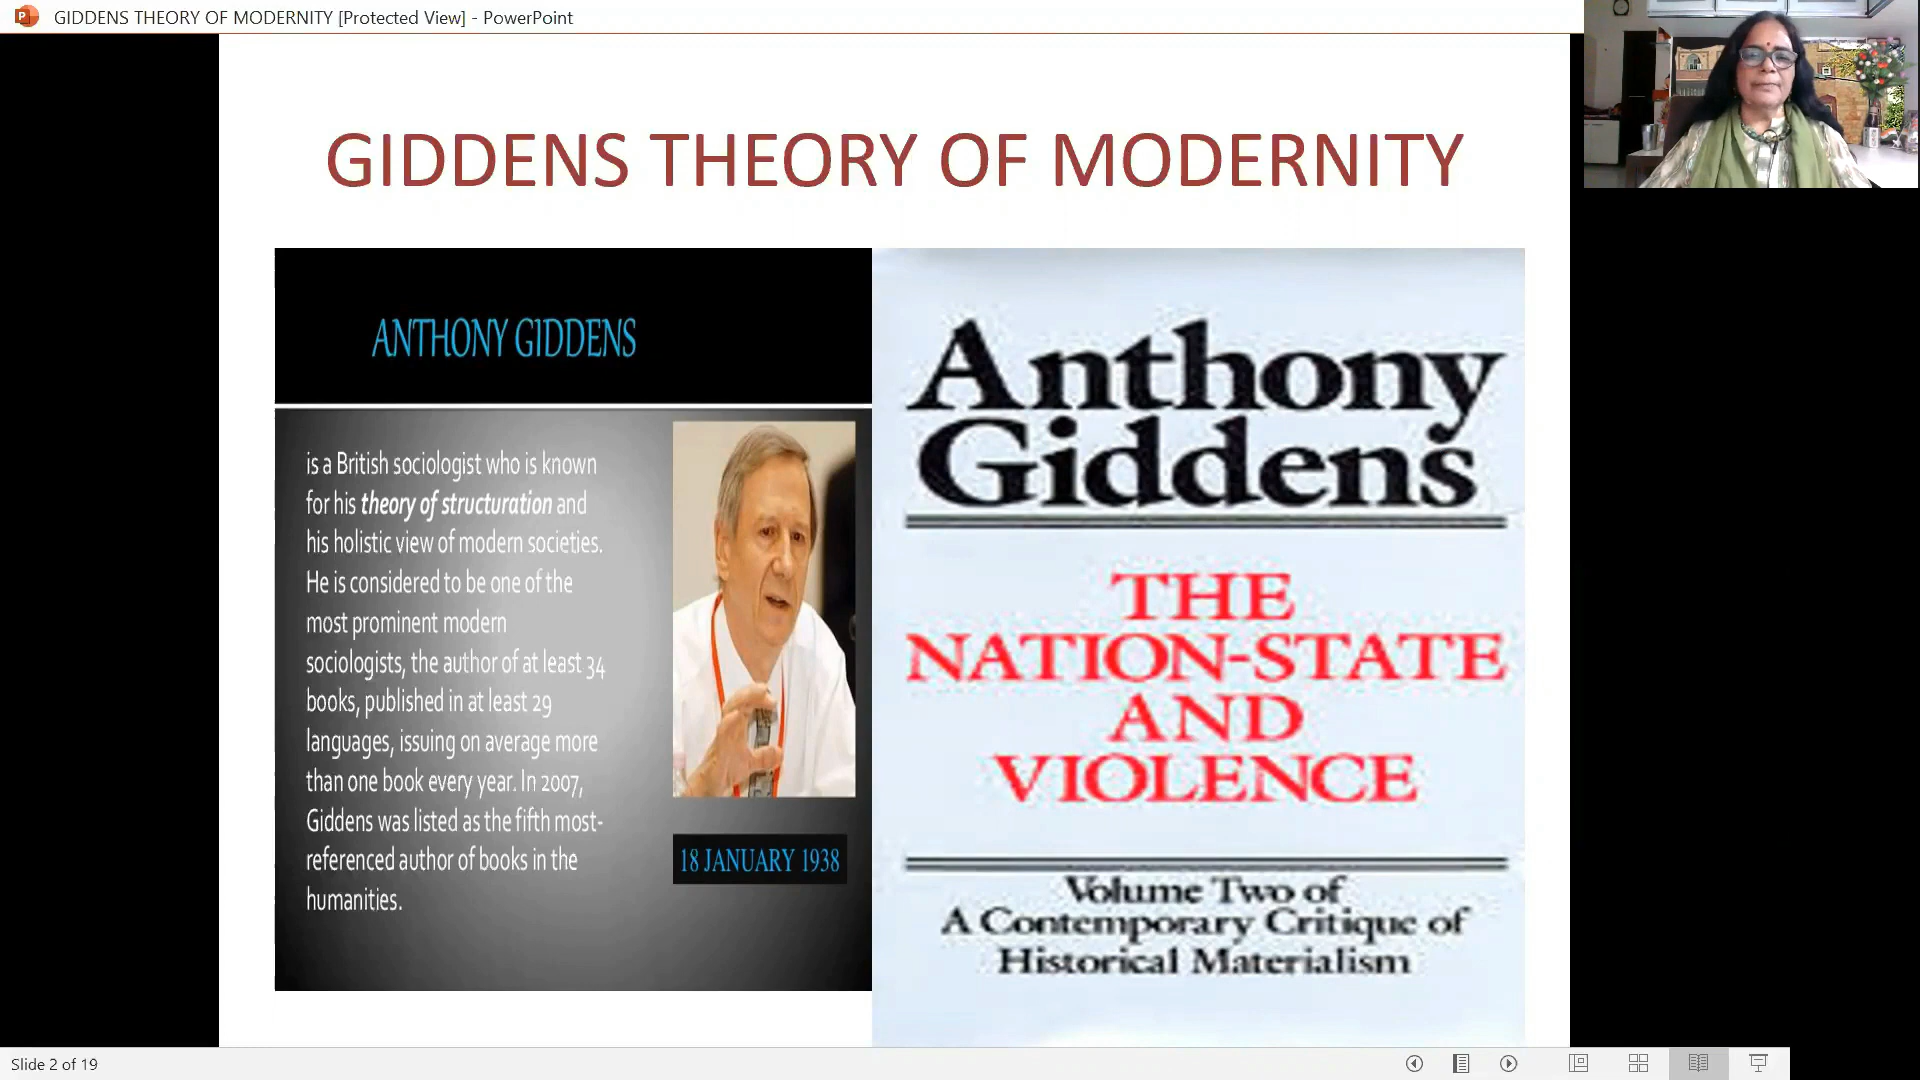 GIDDENS THEORY OF MODERNITY [Protected View] - PowerPoint
GIDDENS THEORY OF MODERNITY
ANTHONY GIDDENS
is a British sociologist who is known
for his theory of structuration and
his holistic view of modern societies.
He is considered to be one of the
most prominent modern
sociologists, the author of at least 34
books, published in at least 29
languages, issuing on average more
than one book every year. In 2007,
Giddens was listed as the fifth most-
referenced author of books in the
humanities.
18 JANUARY 1938
Anthony
Giddens
THE
NATION-STATE
AND
VIOLENCE
Volume Two of
A Contemporary Critique of
Historical Materialism
Slide 2 of 19